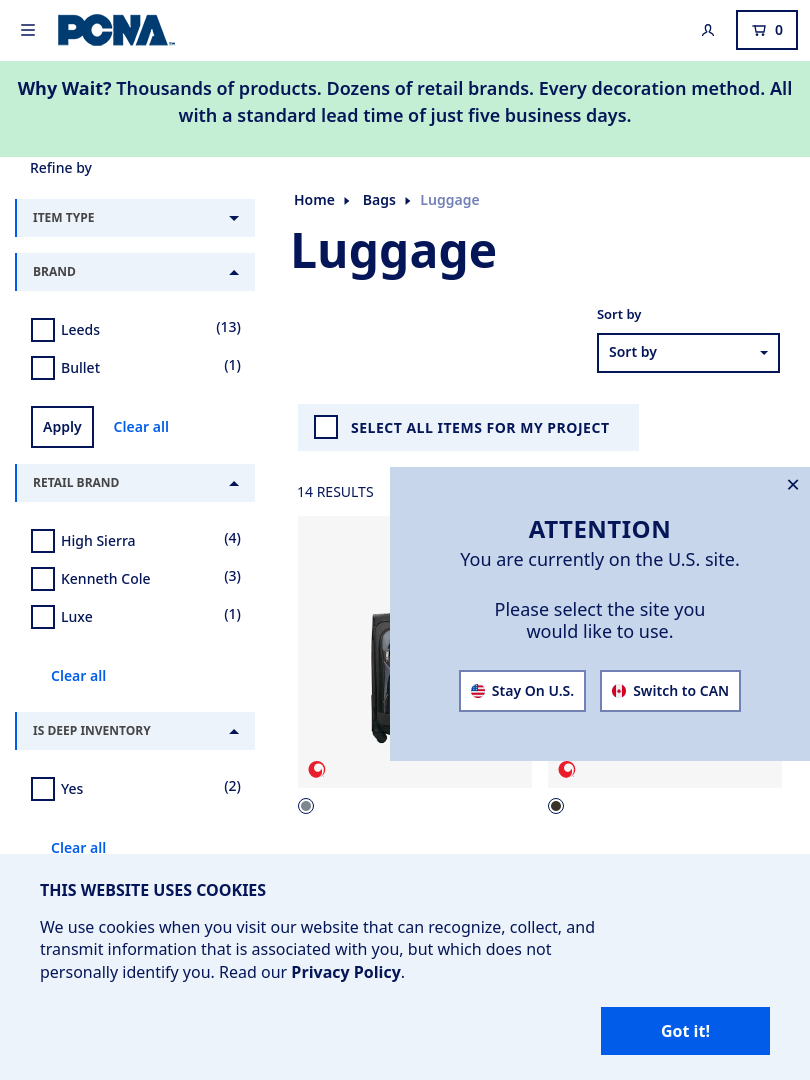 PCNA
0
Why Wait? Thousands of products. Dozens of retail brands. Every decoration method. All
with a standard lead time of just five business days.
Refine by
ITEM TYPE
BRAND
Leeds (13)
Bullet (1)
Apply Clear all
RETAIL BRAND
High Sierra (4)
Kenneth Cole (3)
Luxe (1)
Clear all
IS DEEP INVENTORY
Yes (2)
Clear all
Home Bags Luggage
Luggage
Sort by
Sort by
SELECT ALL ITEMS FOR MY PROJECT
14 RESULTS
ATTENTION
You are currently on the U.S. site.
Please select the site you
would like to use.
Stay On U.S. Switch to CAN
THIS WEBSITE USES COOKIES
We use cookies when you visit our website that can recognize, collect, and
transmit information that is associated with you, but which does not
personally identify you. Read our Privacy Policy.
Got it!